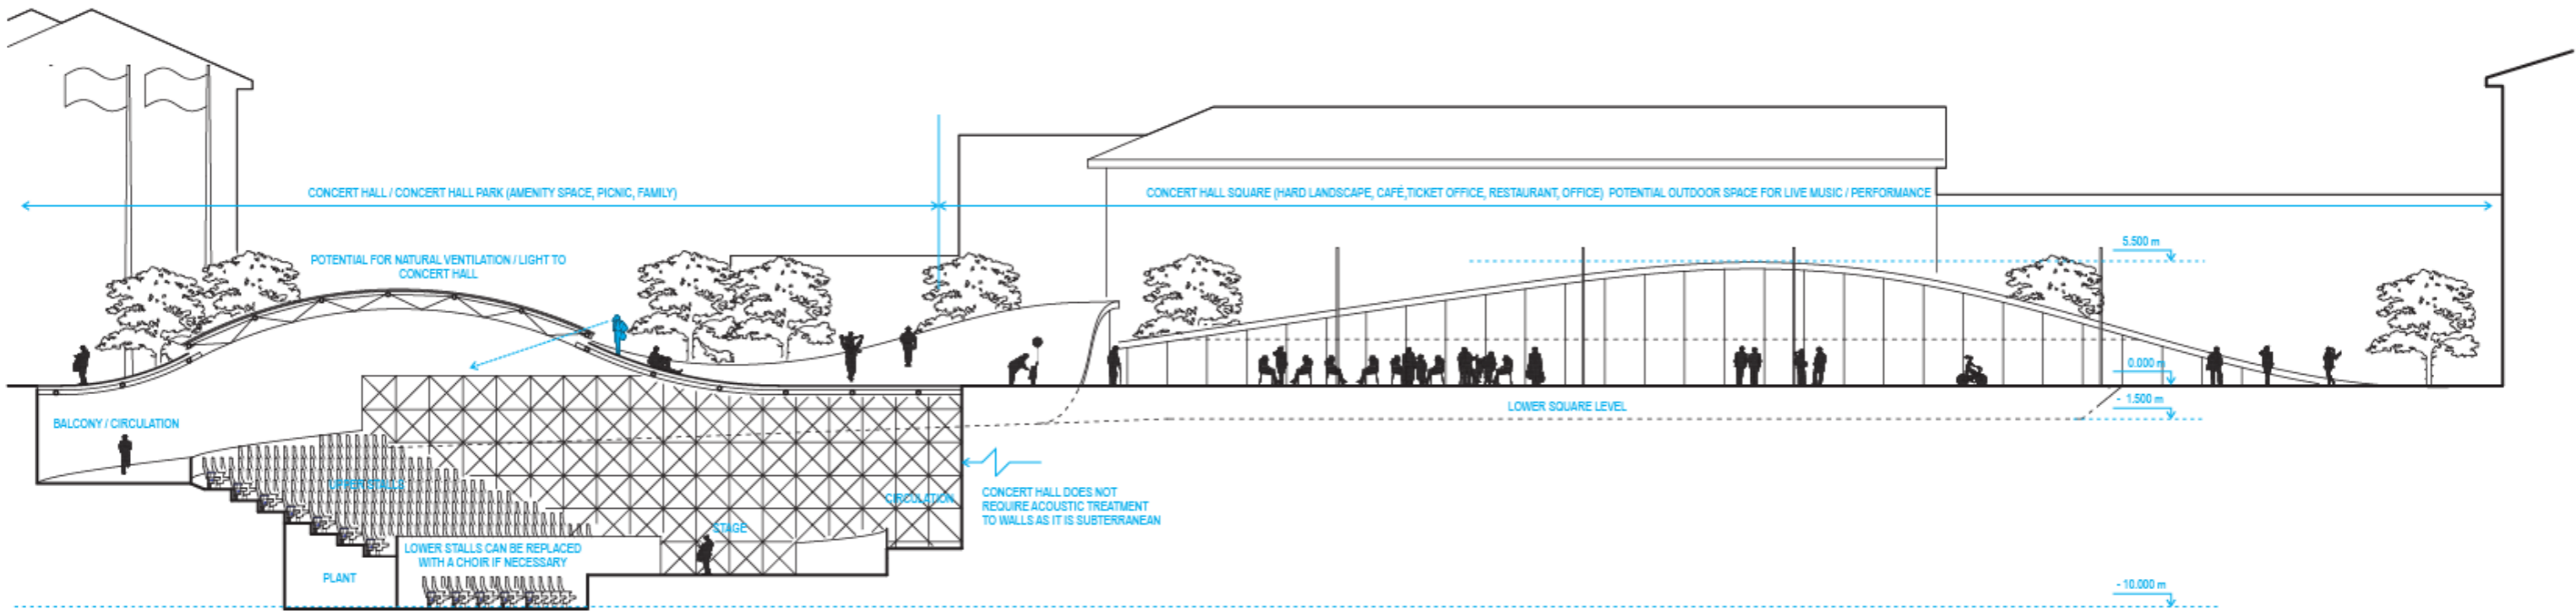 CONCERT HALL / CONCERT HALL PARK (AMENITY SPACE, PICNIC, FAMILY)
CONCERT HALL SQUARE (HARD LANDSCAPE, CAFÉ,TICKET OFFICE, RESTAURANT, OFFICE) POTENTIAL OUTDOOR SPACE FOR LIVE MUSIC / PERFORMANCE
POTENTIAL FOR NATURAL VENTILATION / LIGHT TO
CONCERT HALL
5.500 m
0.000 m
- 1.500 m
LOWER SQUARE LEVEL
BALCONY / CIRCULATION
UPPER STALLS
CIRCULATION
CONCERT HALL DOES NOT
REQUIRE ACOUSTIC TREATMENT
TO WALLS AS IT IS SUBTERRANEAN
STAGE
LOWER STALLS CAN BE REPLACED
WITH A CHOIR IF NECESSARY
PLANT
- 10.000 m